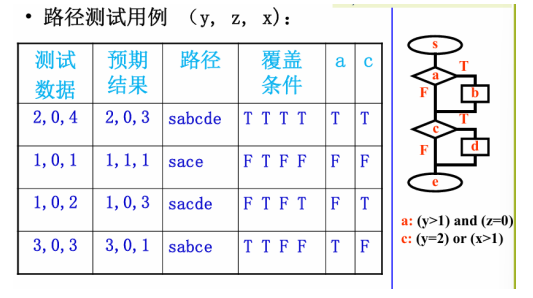 • 路径测试用例 （y, z, x):
测试数据 预期结果 路径 覆盖条件 a c
2,0,4 2,0,3 sabcde T T T T T T
1,0,1 1,1,1 sace F T F F F F
1,0,2 1,0,3 sacde F T F T F T
3,0,3 3,0,1 sabce T T F F T F
s
a
T
F
b
c
T
F
d
e
a: (y>1) and (z=0)
c: (y=2) or (x>1)